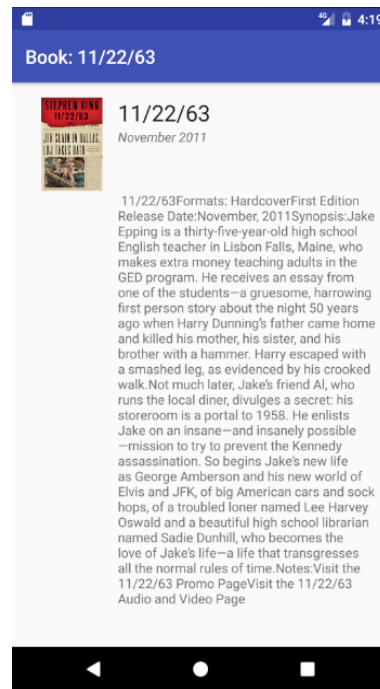 4G 4:19
Book: 11/22/63
STEPHEN KING
11/22/63
JFK SLAIN IN DALLAS,
LBJ TAKES OATH
11/22/63
November 2011
11/22/63Formats: HardcoverFirst Edition
Release Date:November, 2011Synopsis:Jake
Epping is a thirty-five-year-old high school
English teacher in Lisbon Falls, Maine, who
makes extra money teaching adults in the
GED program. He receives an essay from
one of the students—a gruesome, harrowing
first person story about the night 50 years
ago when Harry Dunning’s father came home
and killed his mother, his sister, and his
brother with a hammer. Harry escaped with
a smashed leg, as evidenced by his crooked
walk.Not much later, Jake’s friend Al, who
runs the local diner, divulges a secret: his
storeroom is a portal to 1958. He enlists
Jake on an insane—and insanely possible
—mission to try to prevent the Kennedy
assassination. So begins Jake’s new life
as George Amberson and his new world of
Elvis and JFK, of big American cars and sock
hops, of a troubled loner named Lee Harvey
Oswald and a beautiful high school librarian
named Sadie Dunhill, who becomes the
love of Jake’s life—a life that transgresses
all the normal rules of time.Notes:Visit the
11/22/63 Promo PageVisit the 11/22/63
Audio and Video Page